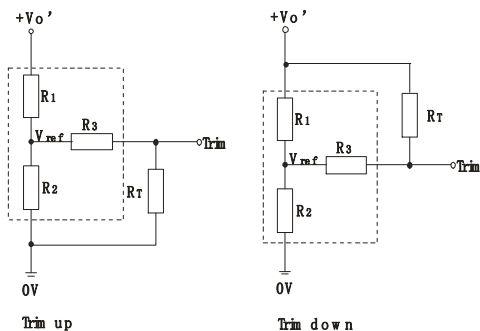 +Vo'
R1
Vref
R3
Trim
R2
RT
0V
Trim up
+Vo'
R1
RT
Vref
R3
Trim
R2
0V
Trim down